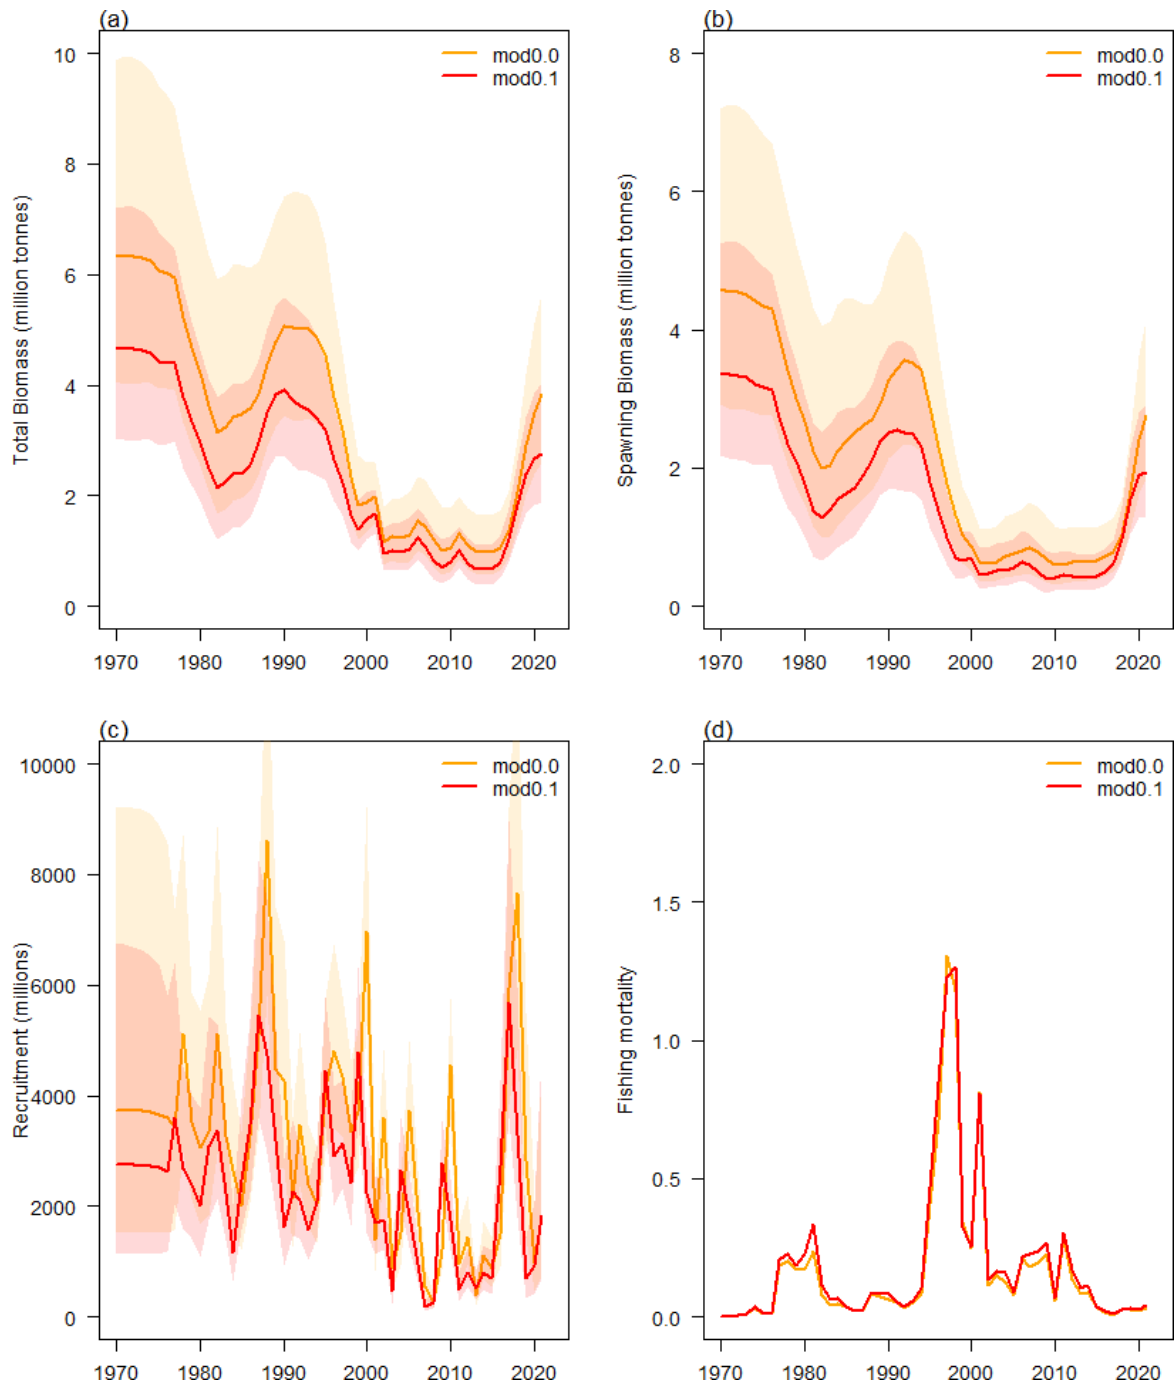 (a)
mod0.0
mod0.1
Total Biomass (million tonnes)
10
8
6
4
2
0
1970 1980 1990 2000 2010 2020
(b)
mod0.0
mod0.1
Spawning Biomass (million tonnes)
8
6
4
2
0
1970 1980 1990 2000 2010 2020
(c)
mod0.0
mod0.1
Recruitment (millions)
10000
8000
6000
4000
2000
0
1970 1980 1990 2000 2010 2020
(d)
mod0.0
mod0.1
Fishing mortality
2.0
1.5
1.0
0.5
0.0
1970 1980 1990 2000 2010 2020